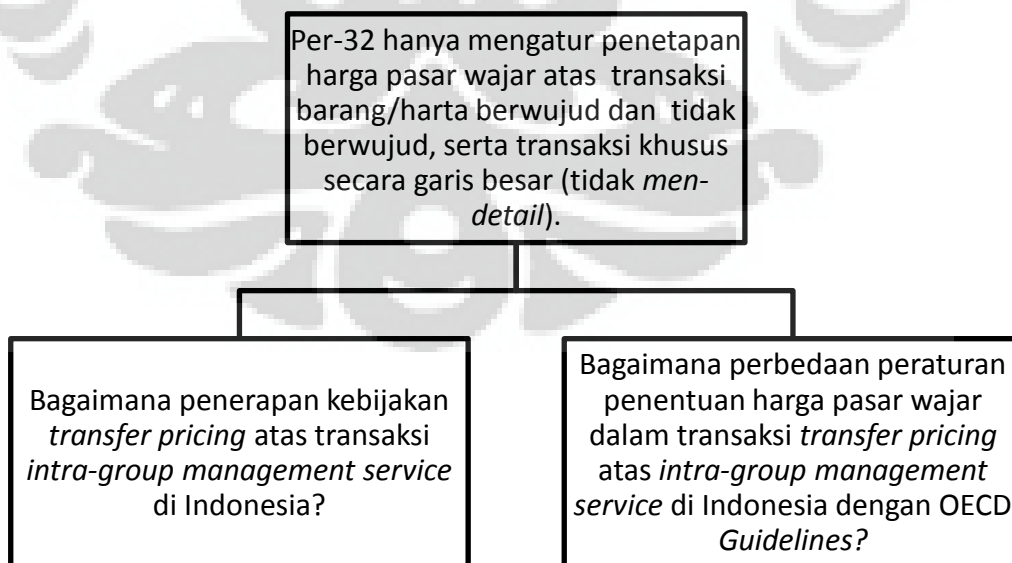 Per-32 hanya mengatur penetapan
harga pasar wajar atas transaksi
barang/harta berwujud dan tidak
berwujud, serta transaksi khusus
secara garis besar (tidak men-
detail).
Bagaimana penerapan kebijakan
transfer pricing atas transaksi
intra-group management service
di Indonesia?
Bagaimana perbedaan peraturan
penentuan harga pasar wajar
dalam transaksi transfer pricing
atas intra-group management
service di Indonesia dengan OECD
Guidelines?